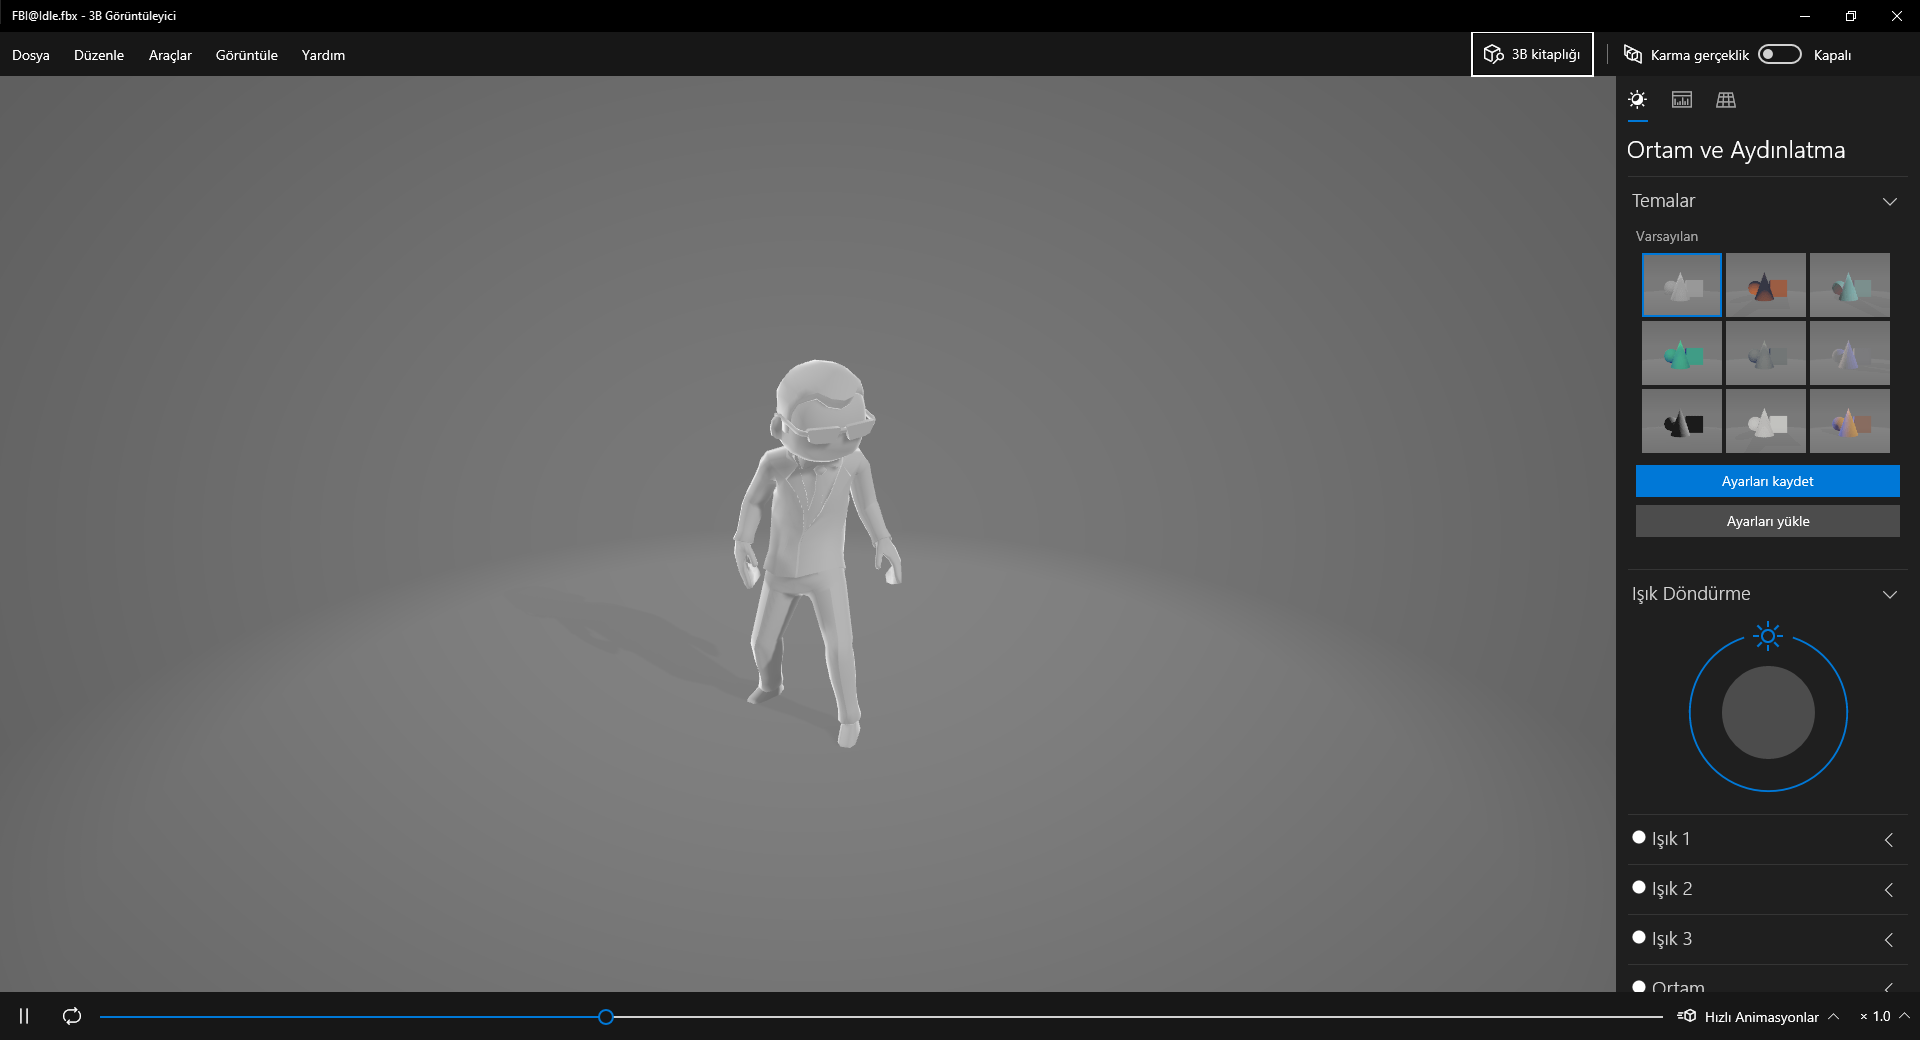 FBI@Idle.fbx - 3B Görüntüleyici
Dosya
Düzenle
Araçlar
Görüntüle
Yardım
3B kitaplığı
Karma gerçeklik
Kapalı
Ortam ve Aydınlatma
Temalar
Varsayılan
Ayarları kaydet
Ayarları yükle
Işık Döndürme
Işık 1
Işık 2
Işık 3
Ortam
Hızlı Animasyonlar
× 1.0